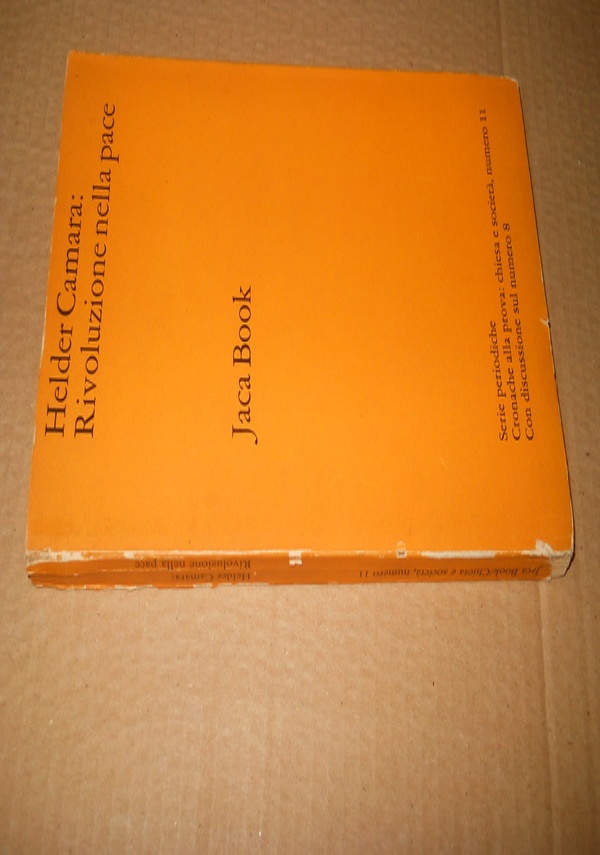 Helder Camara:
Rivoluzione nella pace
Jaca Book
Serie periodiche
Cronache alla prova: chiesa e società, numero 11
Con discussione sul numero 8
Helder Camara:
Rivoluzione nella pace
Jaca Book/Chiesa e società, numero 11